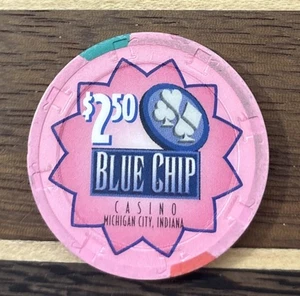 $2.50
BLUE CHIP
CASINO
MICHIGAN CITY, INDIANA